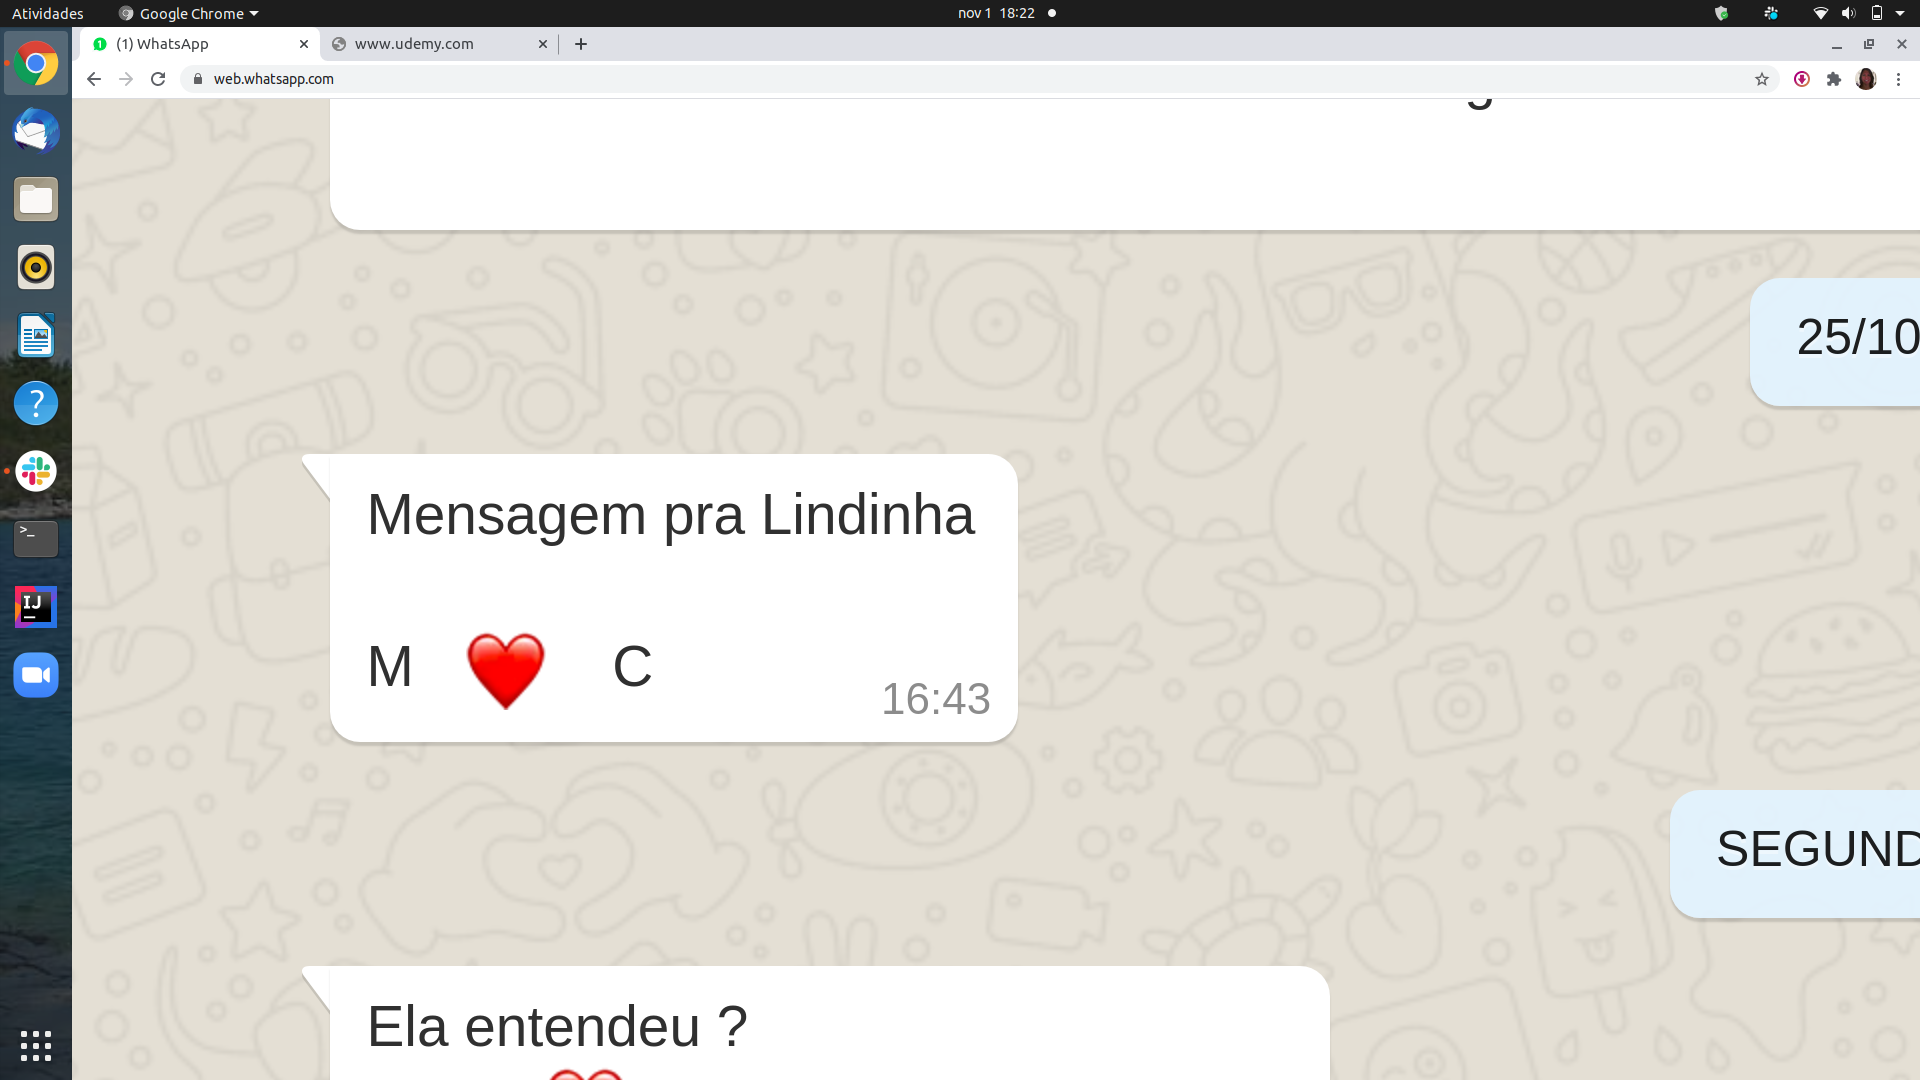 Atividades
Google Chrome
nov 1 18:22
(1) WhatsApp
www.udemy.com
web.whatsapp.com
25/10
Mensagem pra Lindinha
M ❤️ C
16:43
SEGUND
Ela entendeu ?